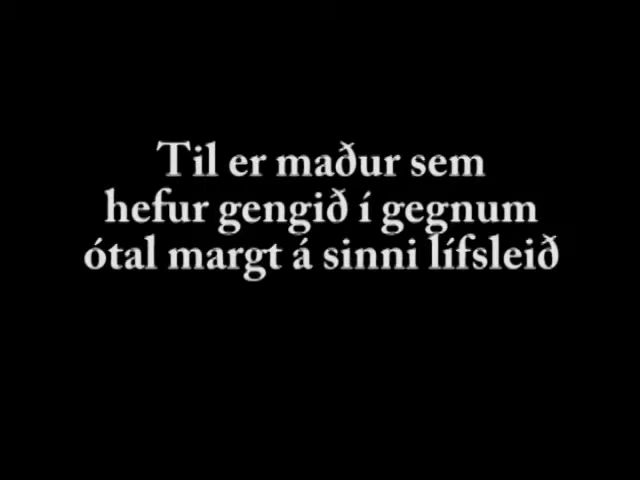 Til er maður sem
hefur gengið í gegnum
ótal margt á sinni lífsleið